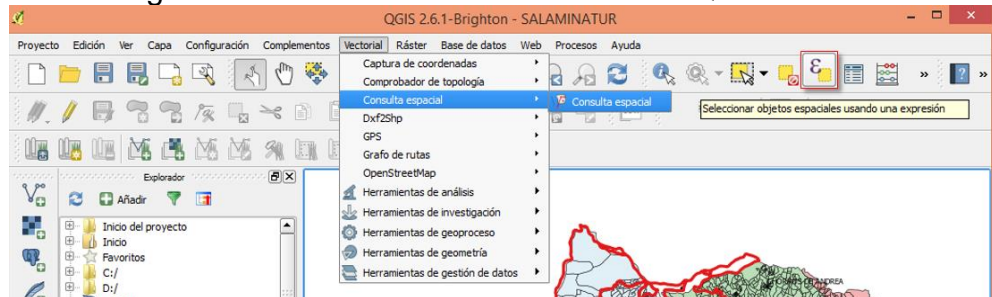 QGIS 2.6.1-Brighton - SALAMINATUR
Proyecto Edición Ver Capa Configuración Complementos Vectorial Ráster Base de datos Web Procesos Ayuda
Captura de coordenadas
Comprobador de topología
Consulta espacial
Consulta espacial
Seleccionar objetos espaciales usando una expresión
Dxf2Shp
GPS
Grafo de rutas
OpenStreetMap
Herramientas de análisis
Herramientas de investigación
Herramientas de geoproceso
Herramientas de geometría
Herramientas de gestión de datos
Explorador
Añadir
Inicio del proyecto
Inicio
Favoritos
C:/
D:/